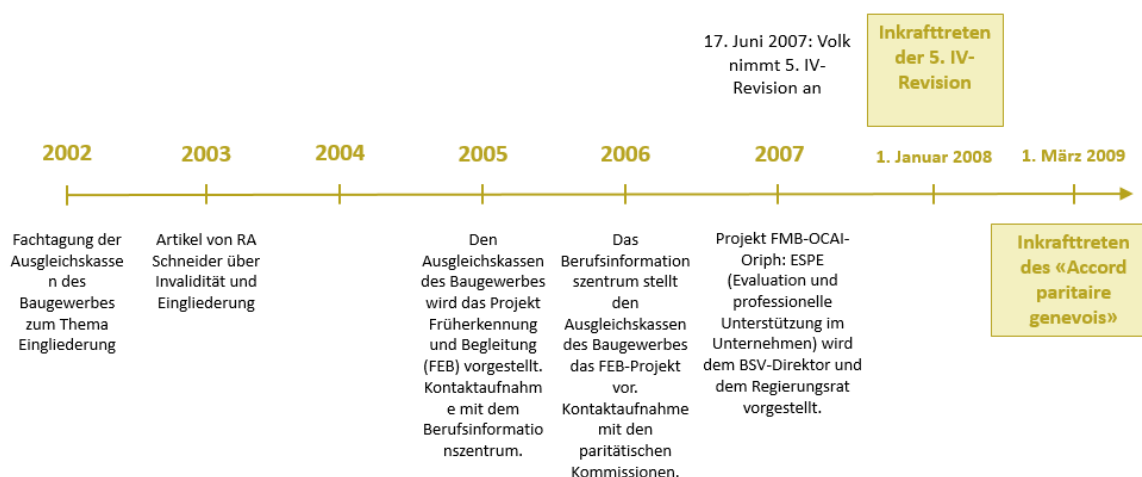 17. Juni 2007: Volk
nimmt 5. IV-
Revision an
Inkrafttreten
der 5. IV-
Revision
2002
2003
2004
2005
2006
2007
1. Januar 2008
1. März 2009
Fachtagung der
Ausgleichskasse
n des
Baugewerbes
zum Thema
Eingliederung
Artikel von RA
Schneider über
Invalidität und
Eingliederung
Den
Ausgleichskassen
des Baugewerbes
wird das Projekt
Früherkennung
und Begleitung
(FEB) vorgestellt.
Kontaktaufnahm
e mit dem
Berufsinformatio
nszentrum.
Das
Berufsinformation
szentrum stellt
den
Ausgleichskassen
des Baugewerbes
das FEB-Projekt
vor.
Kontaktaufnahme
mit den
paritätischen
Kommissionen.
Projekt FMB-OCAI-
Oriph: ESPE
(Evaluation und
professionelle
Unterstützung im
Unternehmen) wird
dem BSV-Direktor und
dem Regierungsrat
vorgestellt.
Inkrafttreten
des «Accord
paritaire
genevois»